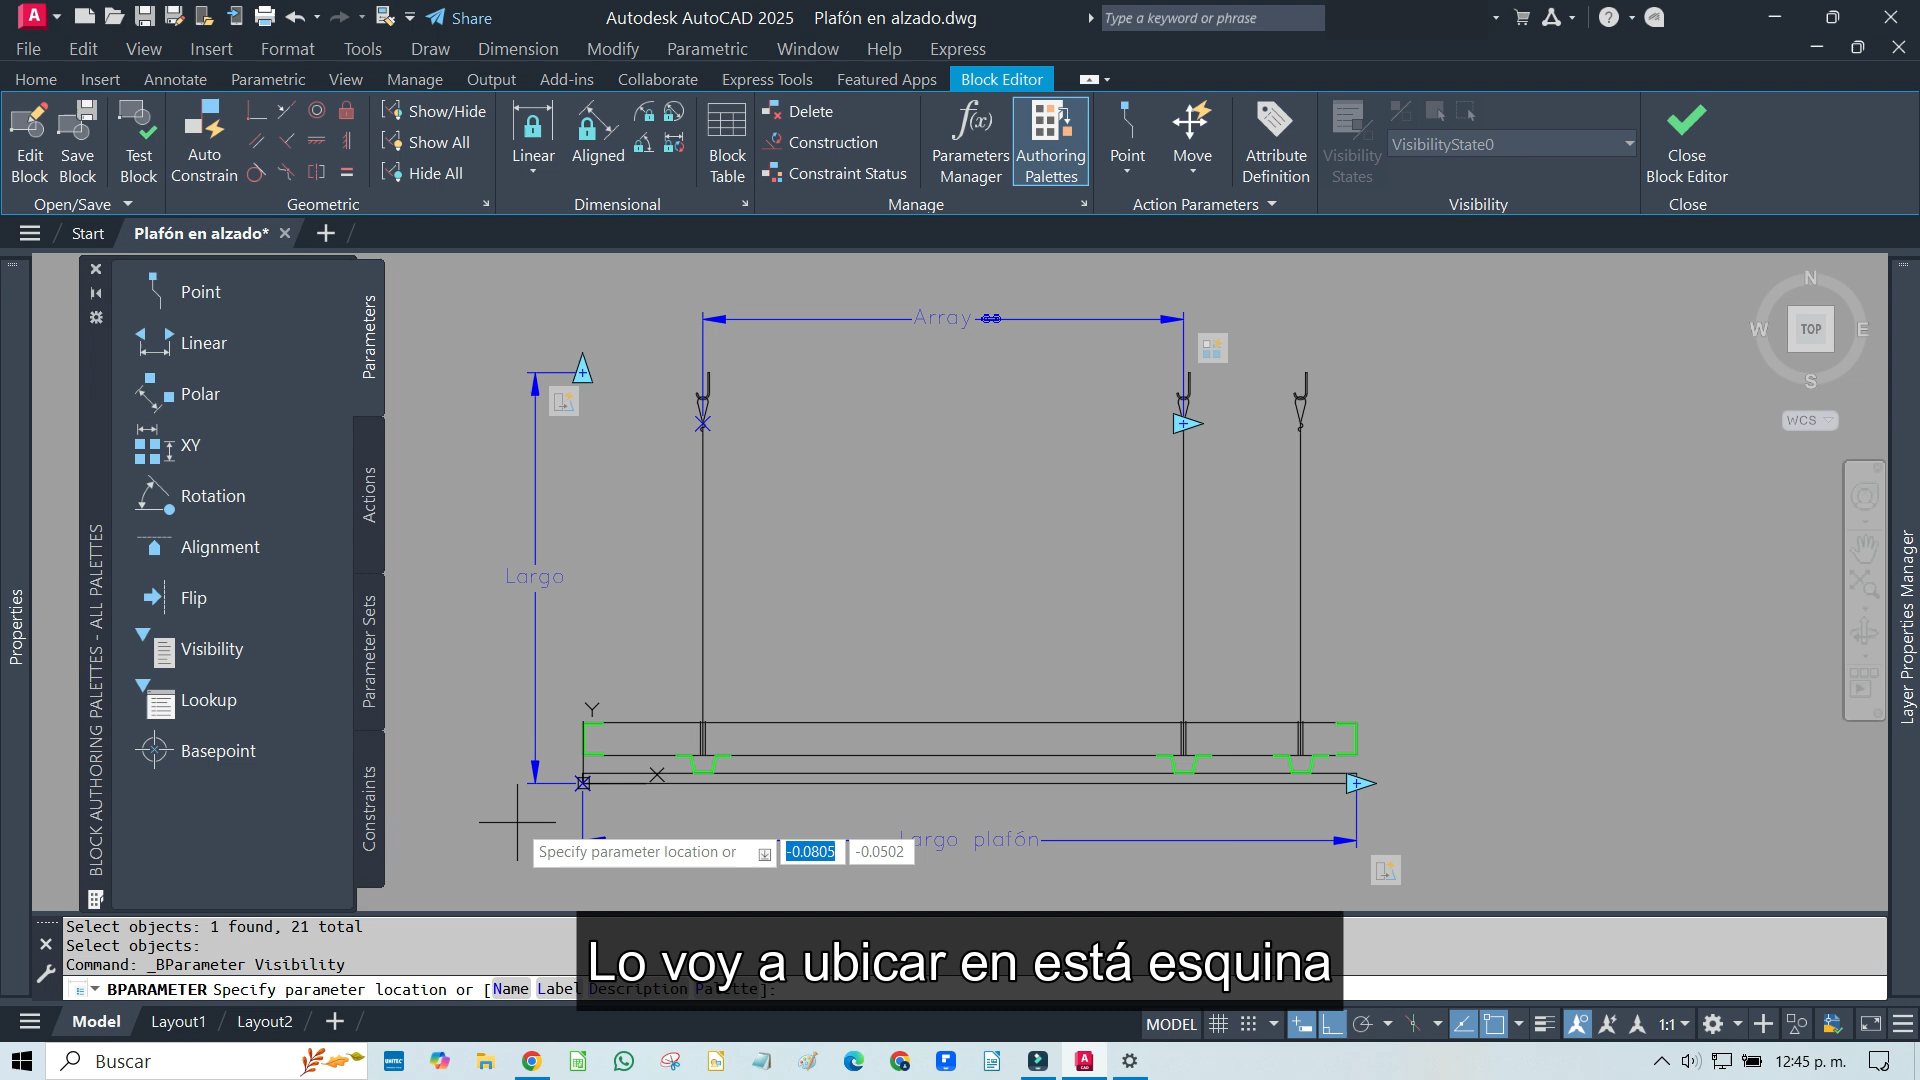 Share
Autodesk AutoCAD 2025 Plafón en alzado.dwg
Type a keyword or phrase
File Edit View Insert Format Tools Draw Dimension Modify Parametric Window Help Express
Home Insert Annotate Parametric View Manage Output Add-ins Collaborate Express Tools Featured Apps Block Editor
Edit Block
Save Block
Test Block
Auto Constrain
Show/Hide
Show All
Hide All
Linear
Aligned
Block Table
Delete
Construction
Constraint Status
Parameters Manager
Authoring Palettes
Point
Move
Attribute Definition
Visibility States
VisibilityState0
Close Block Editor
Open/Save
Geometric
Dimensional
Manage
Action Parameters
Visibility
Close
Start
Plafón en alzado*
Point
Linear
Polar
XY
Rotation
Alignment
Flip
Visibility
Lookup
Basepoint
Parameters
Actions
Parameter Sets
Constraints
BLOCK AUTHORING PALETTES - ALL PALETTES
Properties
Layer Properties Manager
Array
Largo
Y
X
Largo plafón
N
W
TOP
E
S
WCS
Specify parameter location or
-0.0805
-0.0502
Select objects: 1 found, 21 total
Select objects:
Command: _BParameter Visibility
BPARAMETER Specify parameter location or [Name Label Description Palette]:
Lo voy a ubicar en está esquina
Model
Layout1
Layout2
MODEL
1:1
Buscar
12:45 p. m.